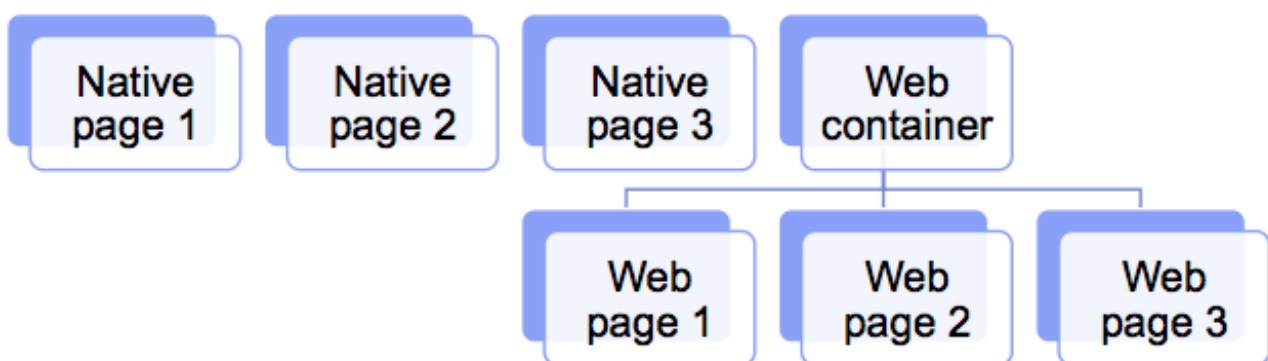 Native
page 1
Native
page 2
Native
page 3
Web
container
Web
page 1
Web
page 2
Web
page 3